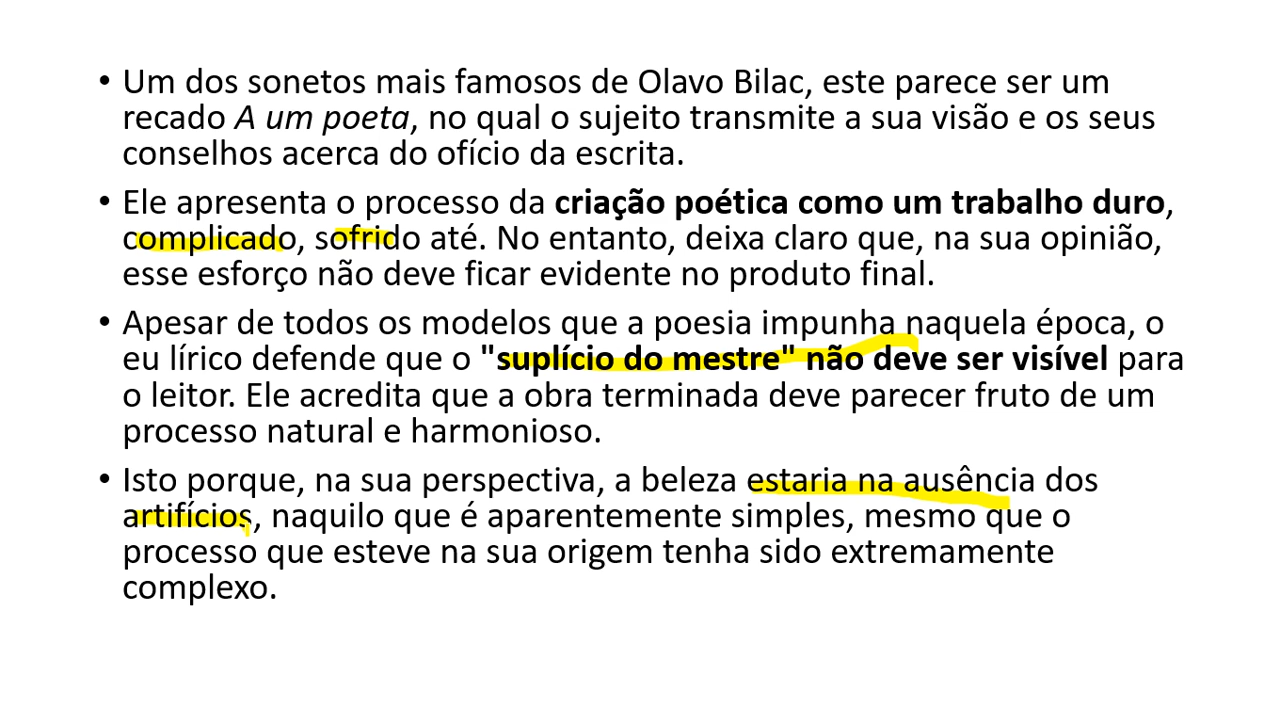 • Um dos sonetos mais famosos de Olavo Bilac, este parece ser um
recado A um poeta, no qual o sujeito transmite a sua visão e os seus
conselhos acerca do ofício da escrita.
• Ele apresenta o processo da criação poética como um trabalho duro,
complicado, sofrido até. No entanto, deixa claro que, na sua opinião,
esse esforço não deve ficar evidente no produto final.
• Apesar de todos os modelos que a poesia impunha naquela época, o
eu lírico defende que o "suplício do mestre" não deve ser visível para
o leitor. Ele acredita que a obra terminada deve parecer fruto de um
processo natural e harmonioso.
• Isto porque, na sua perspectiva, a beleza estaria na ausência dos
artifícios, naquilo que é aparentemente simples, mesmo que o
processo que esteve na sua origem tenha sido extremamente
complexo.